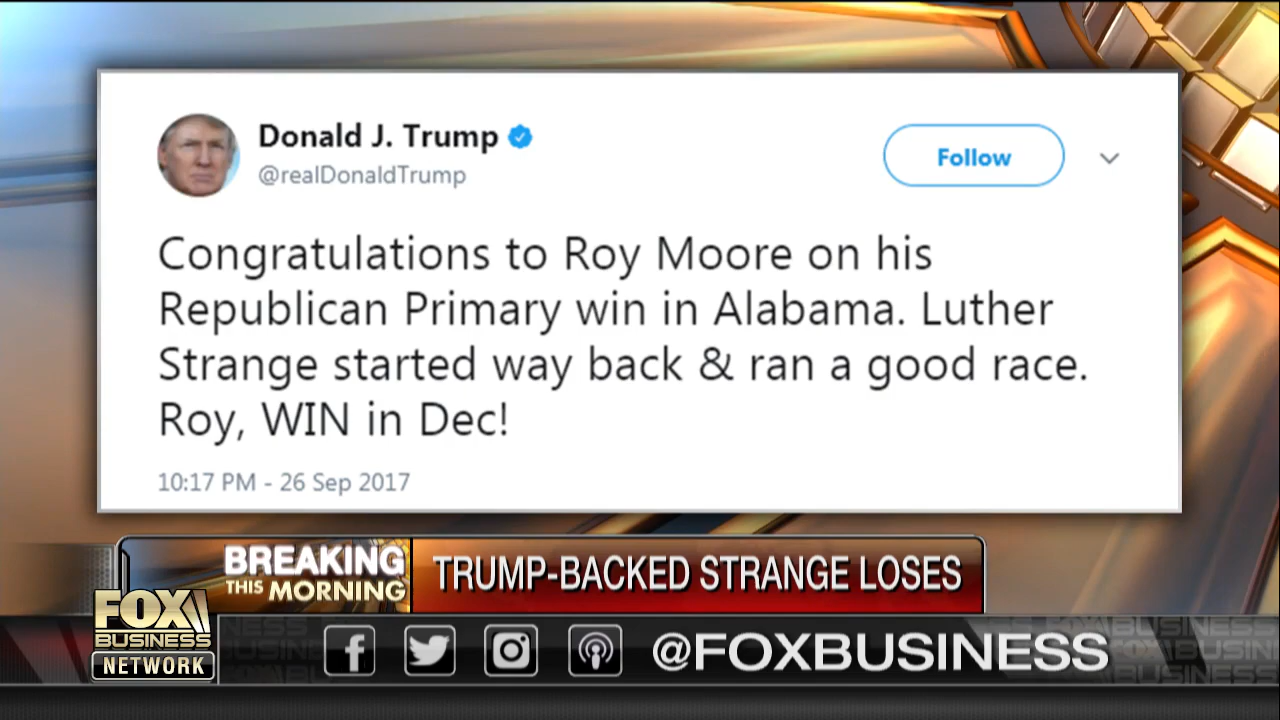 Donald J. Trump
@realDonaldTrump
Follow
Congratulations to Roy Moore on his
Republican Primary win in Alabama. Luther
Strange started way back & ran a good race.
Roy, WIN in Dec!
10:17 PM - 26 Sep 2017
BREAKING
THIS MORNING
TRUMP-BACKED STRANGE LOSES
FOX
BUSINESS
NETWORK
@FOXBUSINESS